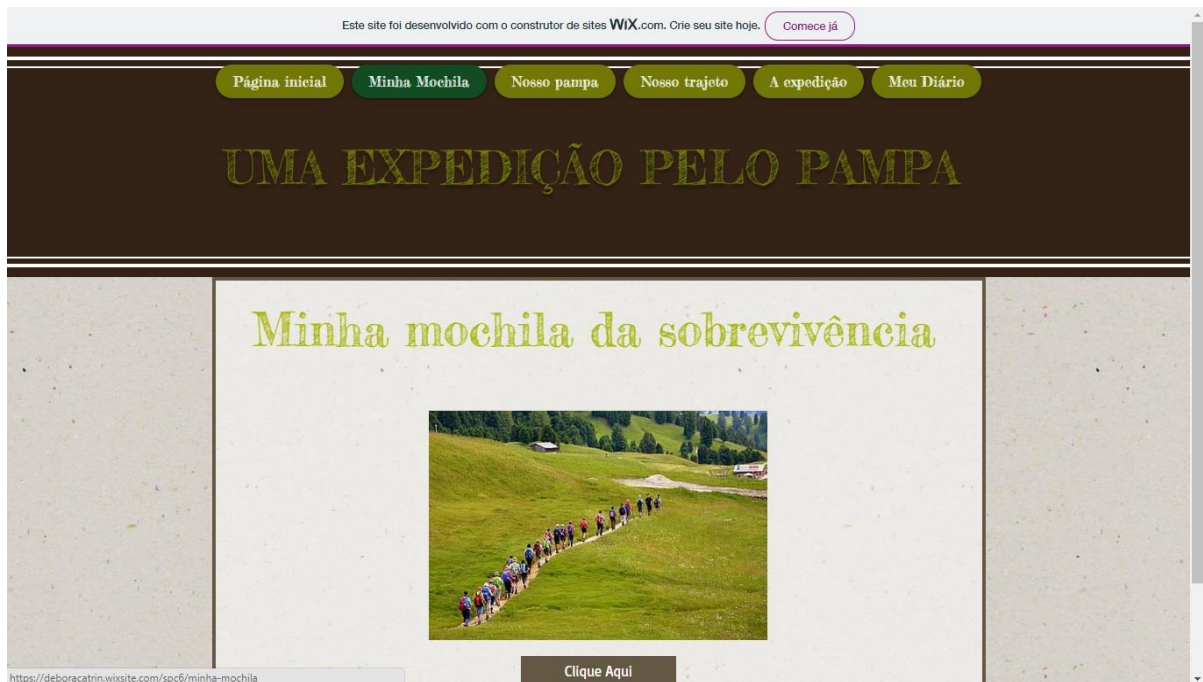 Este site foi desenvolvido com o construtor de sites WiX.com. Crie seu site hoje. Comece já
Página inicial Minha Mochila Nosso pampa Nosso trajeto A expedição Meu Diário
UMA EXPEDIÇÃO PELO PAMPA
Minha mochila da sobrevivência
Clique Aqui
https://deboracatrin.wixsite.com/spc6/minha-mochila